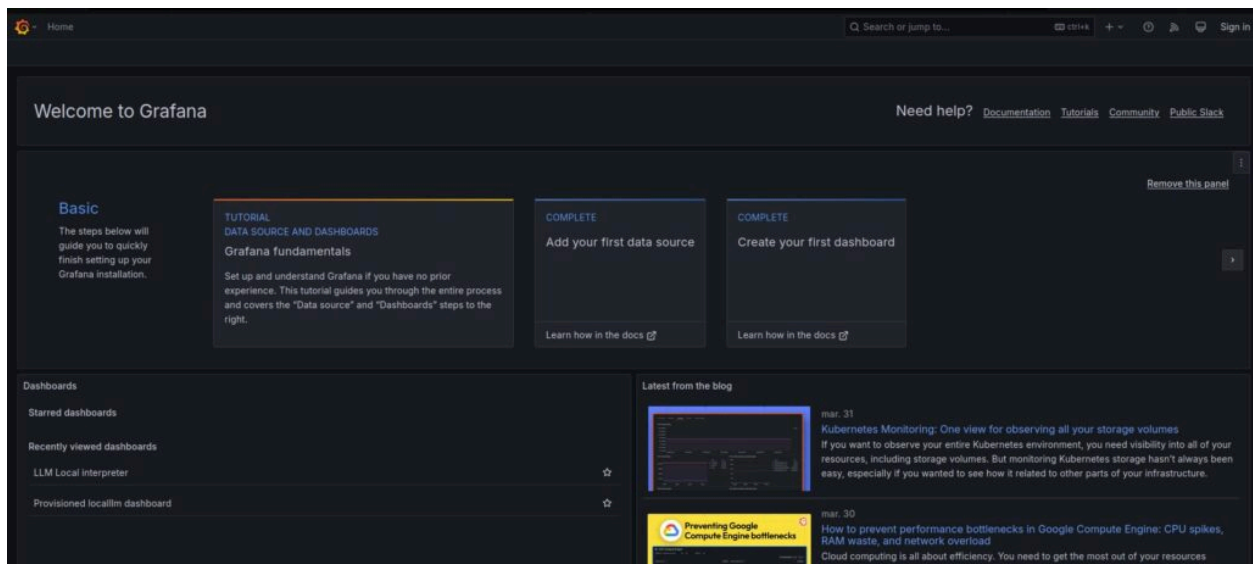 Home
Search or jump to...
ctrl+k
Sign in
Welcome to Grafana
Need help?
Documentation
Tutorials
Community
Public Slack
Remove this panel
Basic
The steps below will
guide you to quickly
finish setting up your
Grafana installation.
TUTORIAL
DATA SOURCE AND DASHBOARDS
Grafana fundamentals
Set up and understand Grafana if you have no prior
experience. This tutorial guides you through the entire process
and covers the "Data source" and "Dashboards" steps to the
right.
COMPLETE
Add your first data source
Learn how in the docs
COMPLETE
Create your first dashboard
Learn how in the docs
Dashboards
Starred dashboards
Recently viewed dashboards
LLM Local interpreter
Provisioned localllm dashboard
Latest from the blog
mar. 31
Kubernetes Monitoring: One view for observing all your storage volumes
If you want to observe your entire Kubernetes environment, you need visibility into all of your
resources, including storage volumes. But monitoring Kubernetes storage hasn't always been
easy, especially if you wanted to see how it related to other parts of your infrastructure.
Preventing Google
Compute Engine bottlenecks
mar. 30
How to prevent performance bottlenecks in Google Compute Engine: CPU spikes,
RAM waste, and network overload
Cloud computing is all about efficiency. You need to get the most out of your resources